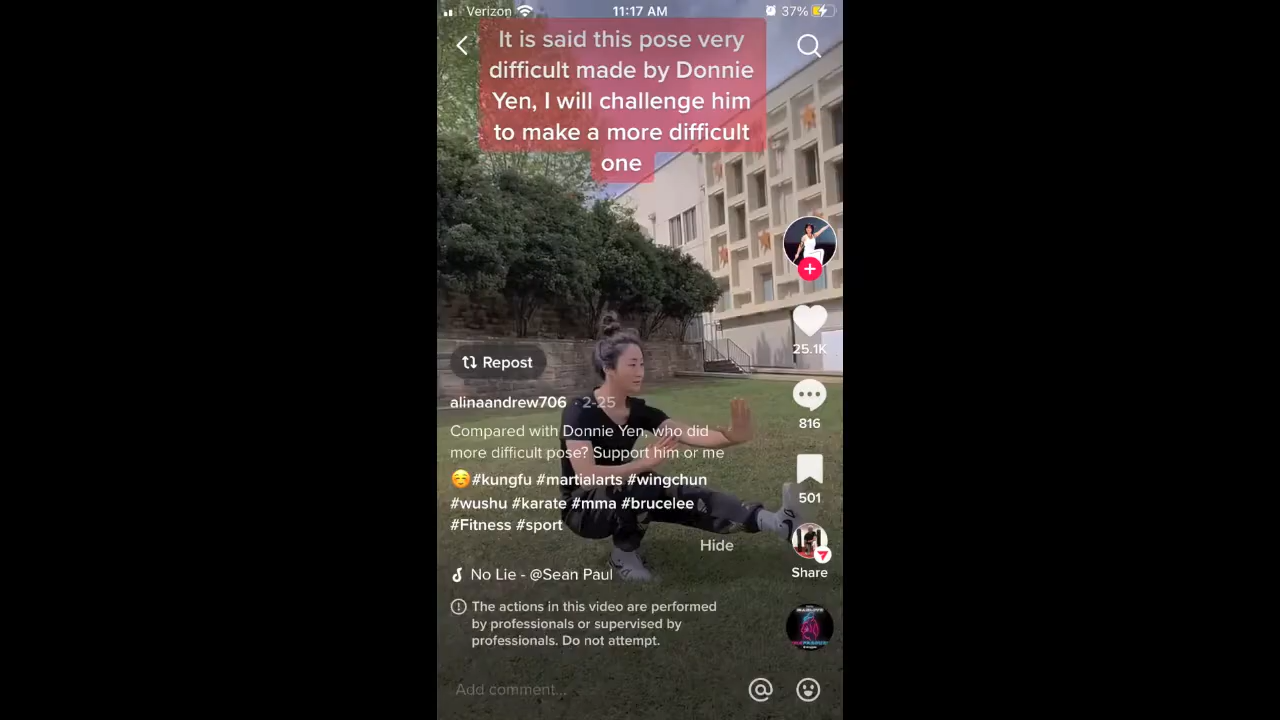 Verizon 11:17 AM 37%
It is said this pose very
difficult made by Donnie
Yen, I will challenge him
to make a more difficult
one
25.1K
Repost
alinaandrew706 · 2-25
816
Compared with Donnie Yen, who did
more difficult pose? Support him or me
☺️#kungfu #martialarts #wingchun
#wushu #karate #mma #brucelee
#Fitness #sport
501
Hide
Share
No Lie - @Sean Paul
The actions in this video are performed
by professionals or supervised by
professionals. Do not attempt.
Add comment...